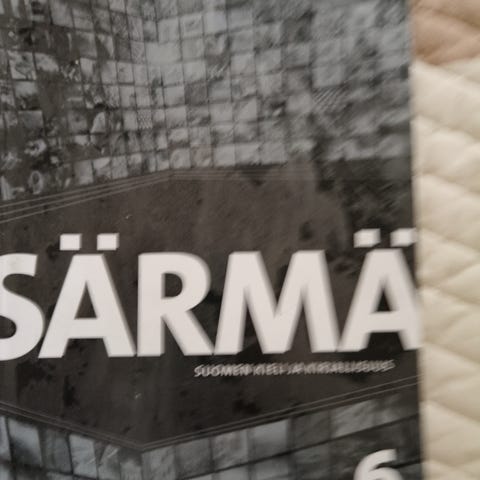 SÄRMÄ
SUOMEN KIELI JA KIRJALLISUUS
6